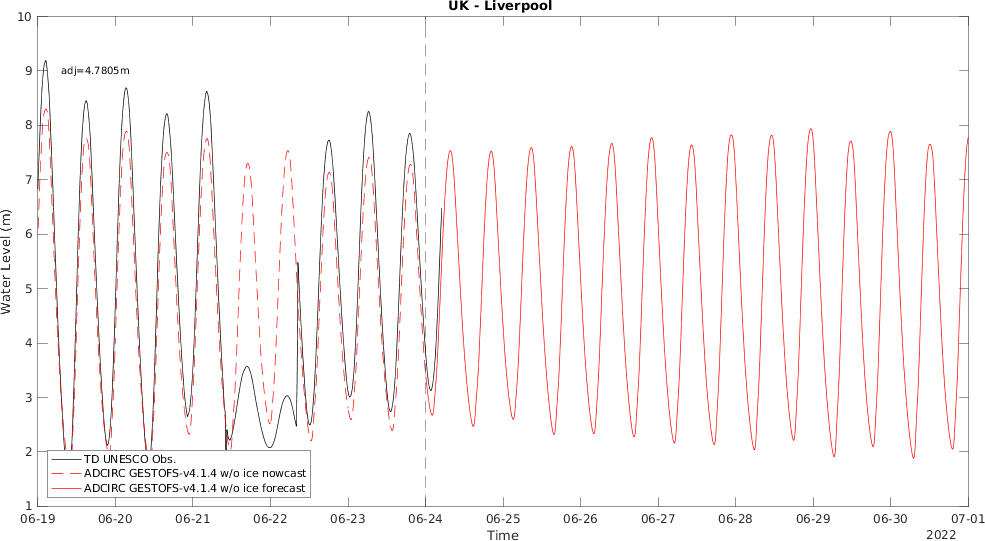 UK - Liverpool
10
9
8
7
6
5
4
3
2
1
Water Level (m)
adj=4.7805m
TD UNESCO Obs.
ADCIRC GESTOFS-v4.1.4 w/o ice nowcast
ADCIRC GESTOFS-v4.1.4 w/o ice forecast
06-19 06-20 06-21 06-22 06-23 06-24 06-25 06-26 06-27 06-28 06-29 06-30 07-01
Time
2022